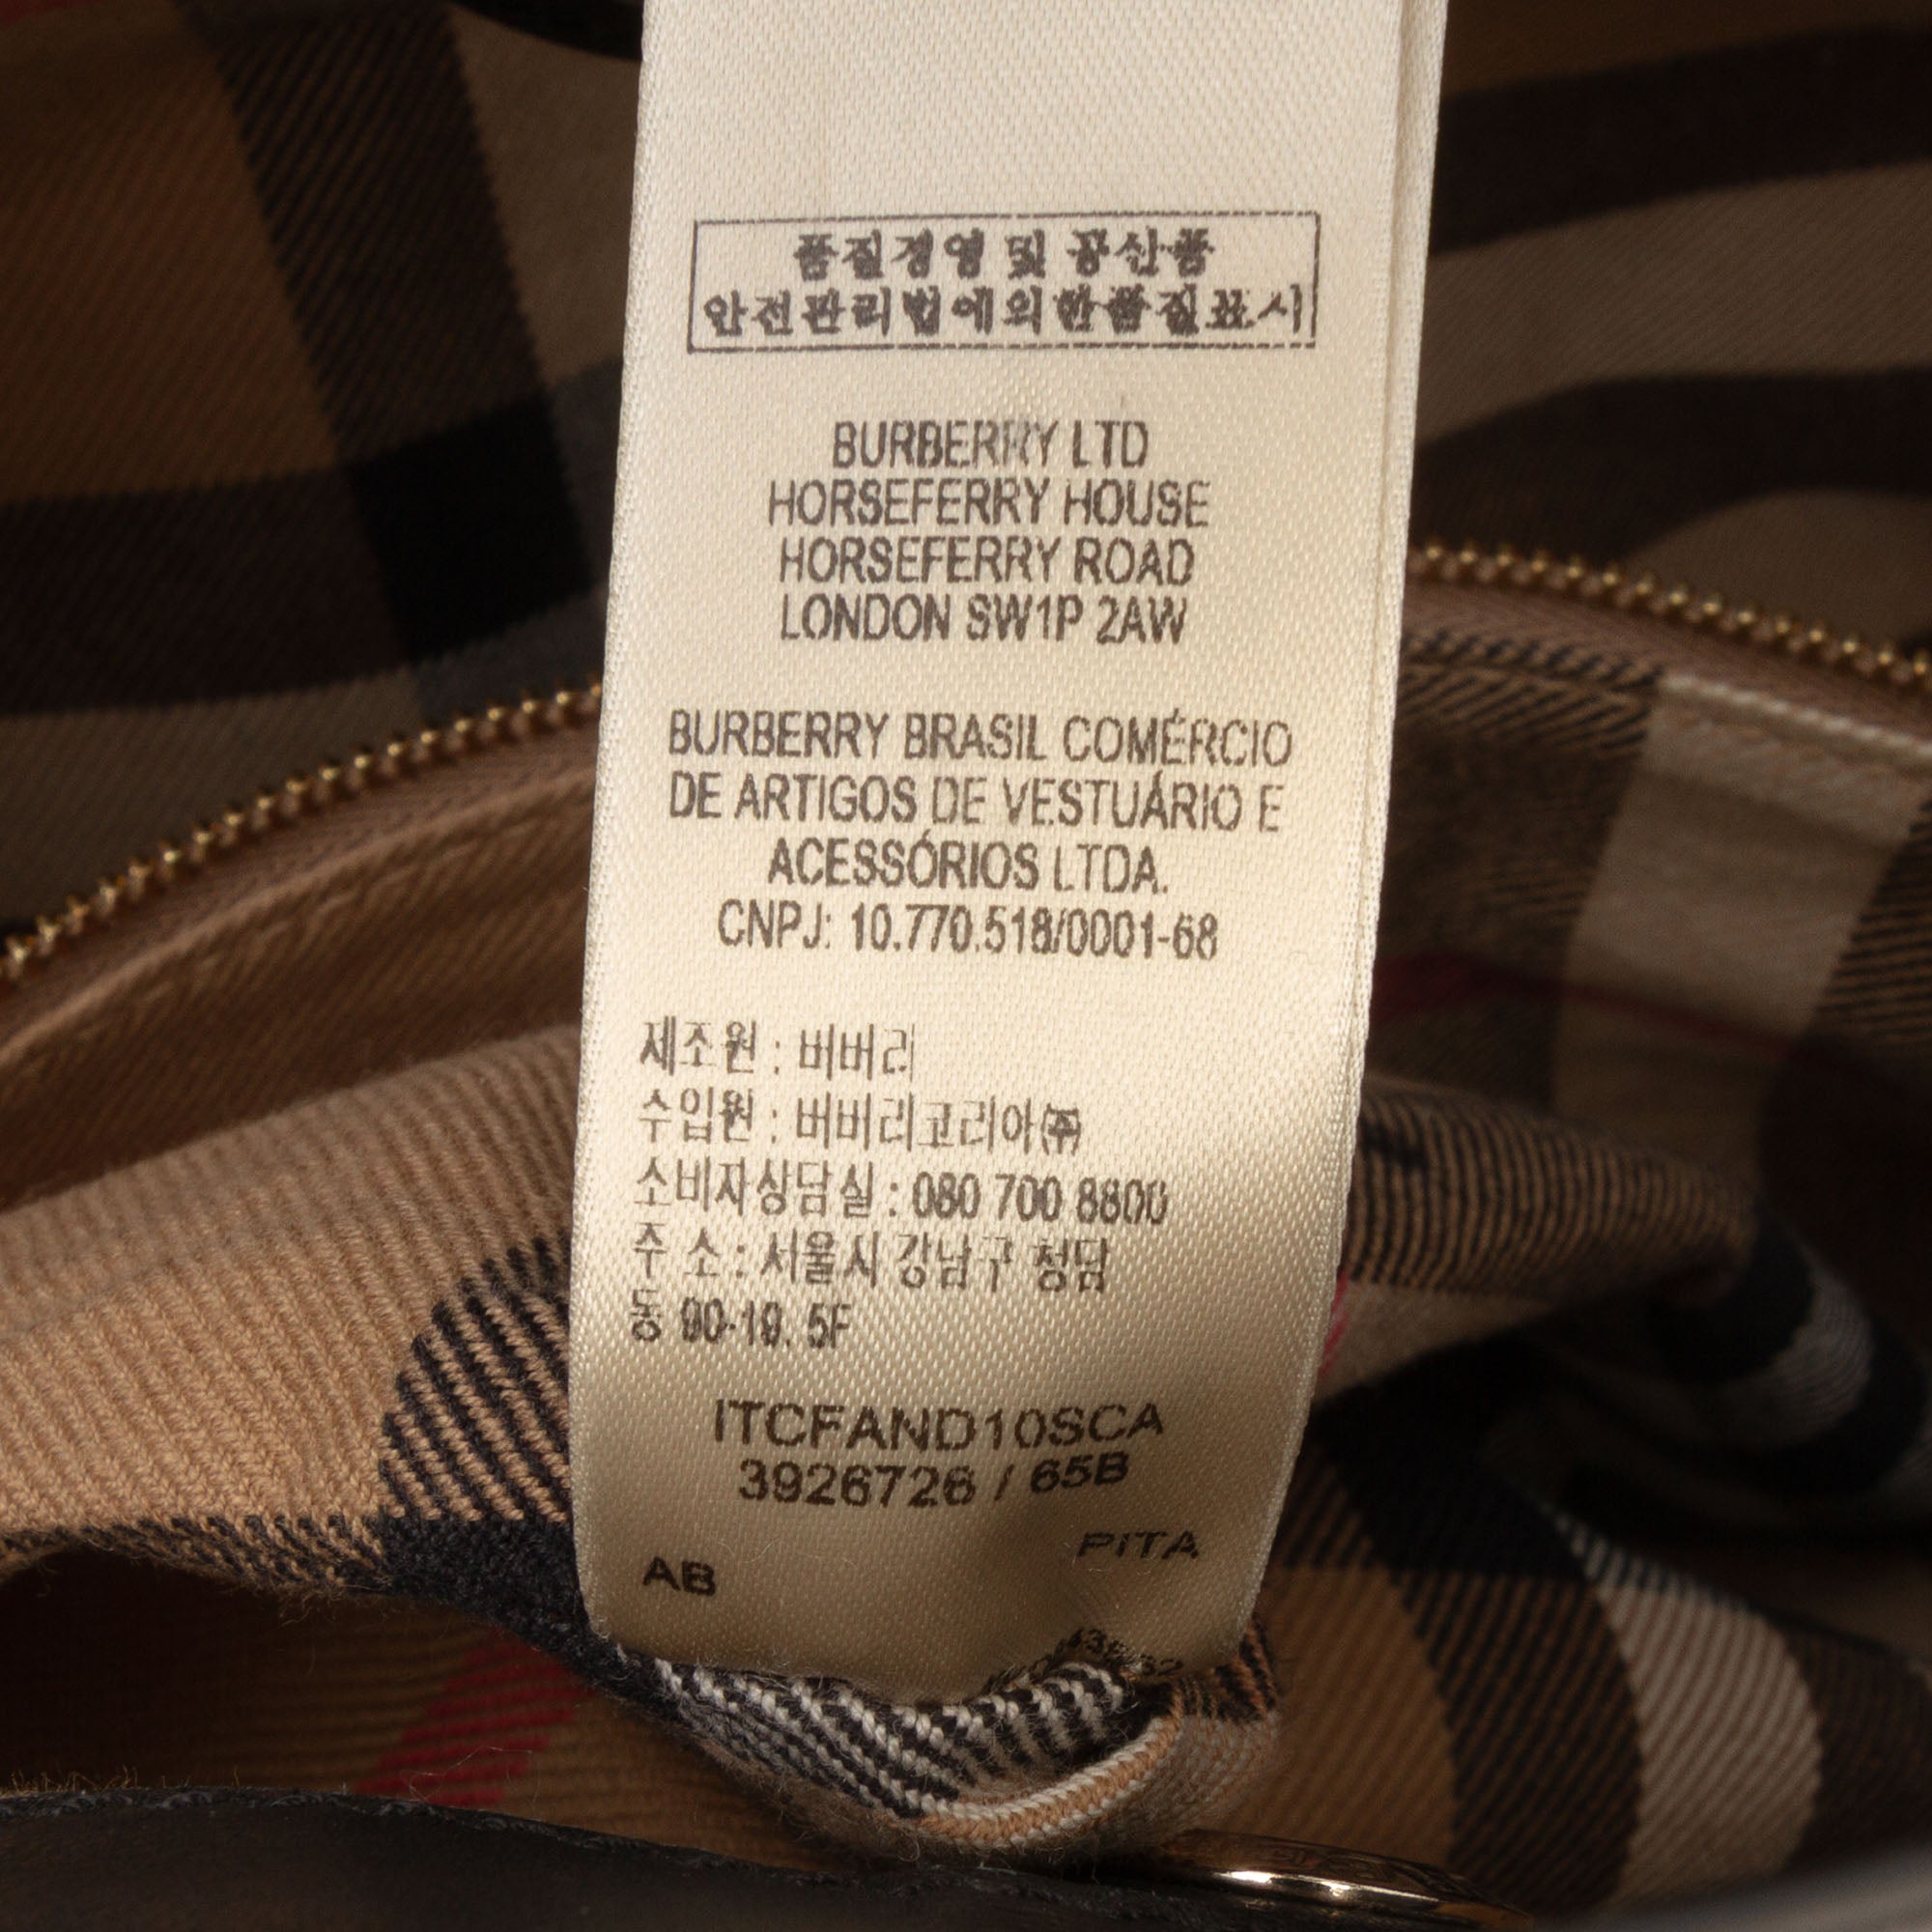 품질경영 및 공산품
안전관리법에의한품질표시
BURBERRY LTD
HORSEFERRY HOUSE
HORSEFERRY ROAD
LONDON SW1P 2AW
BURBERRY BRASIL COMÉRCIO
DE ARTIGOS DE VESTUÁRIO E
ACESSÓRIOS LTDA.
CNPJ: 10.770.518/0001-68
제조원 : 버버리
수입원 : 버버리코리아㈜
소비자상담실 : 080 700 8800
주 소 : 서울시 강남구 청담
동 90-19. 5F
ITCFAND10SCA
3926726 / 65B
PITA
AB